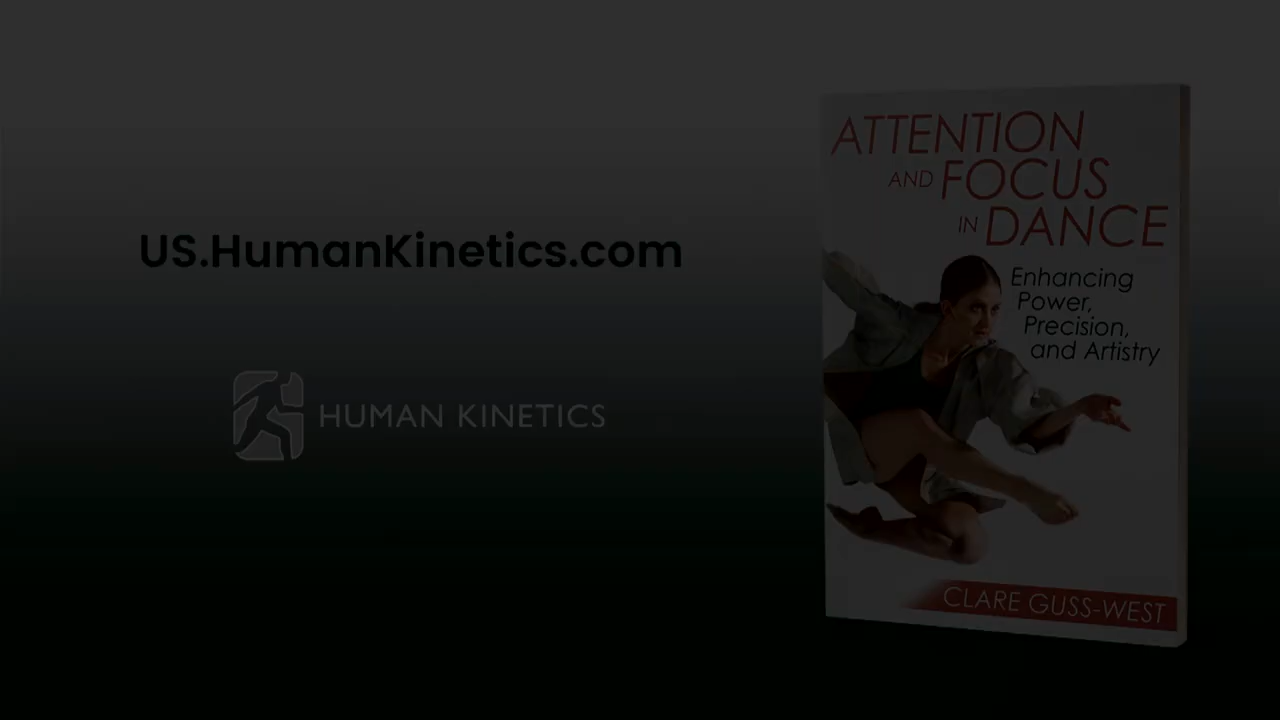 US.HumanKinetics.com
HUMAN KINETICS
ATTENTION
AND FOCUS
IN DANCE
Enhancing
Power,
Precision,
and Artistry
CLARE GUSS-WEST